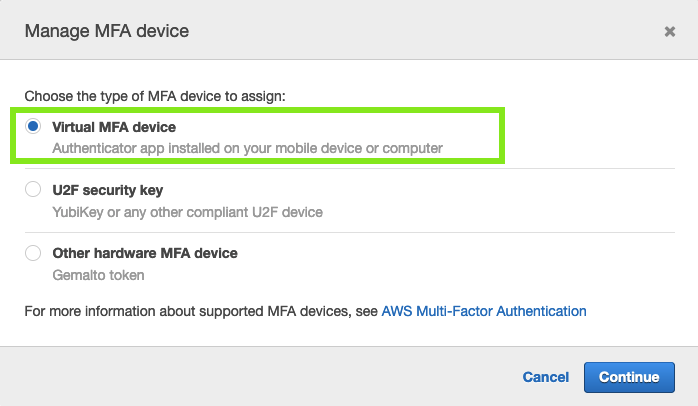 Manage MFA device
Choose the type of MFA device to assign:
Virtual MFA device
Authenticator app installed on your mobile device or computer
U2F security key
YubiKey or any other compliant U2F device
Other hardware MFA device
Gemalto token
For more information about supported MFA devices, see AWS Multi-Factor Authentication
Cancel Continue